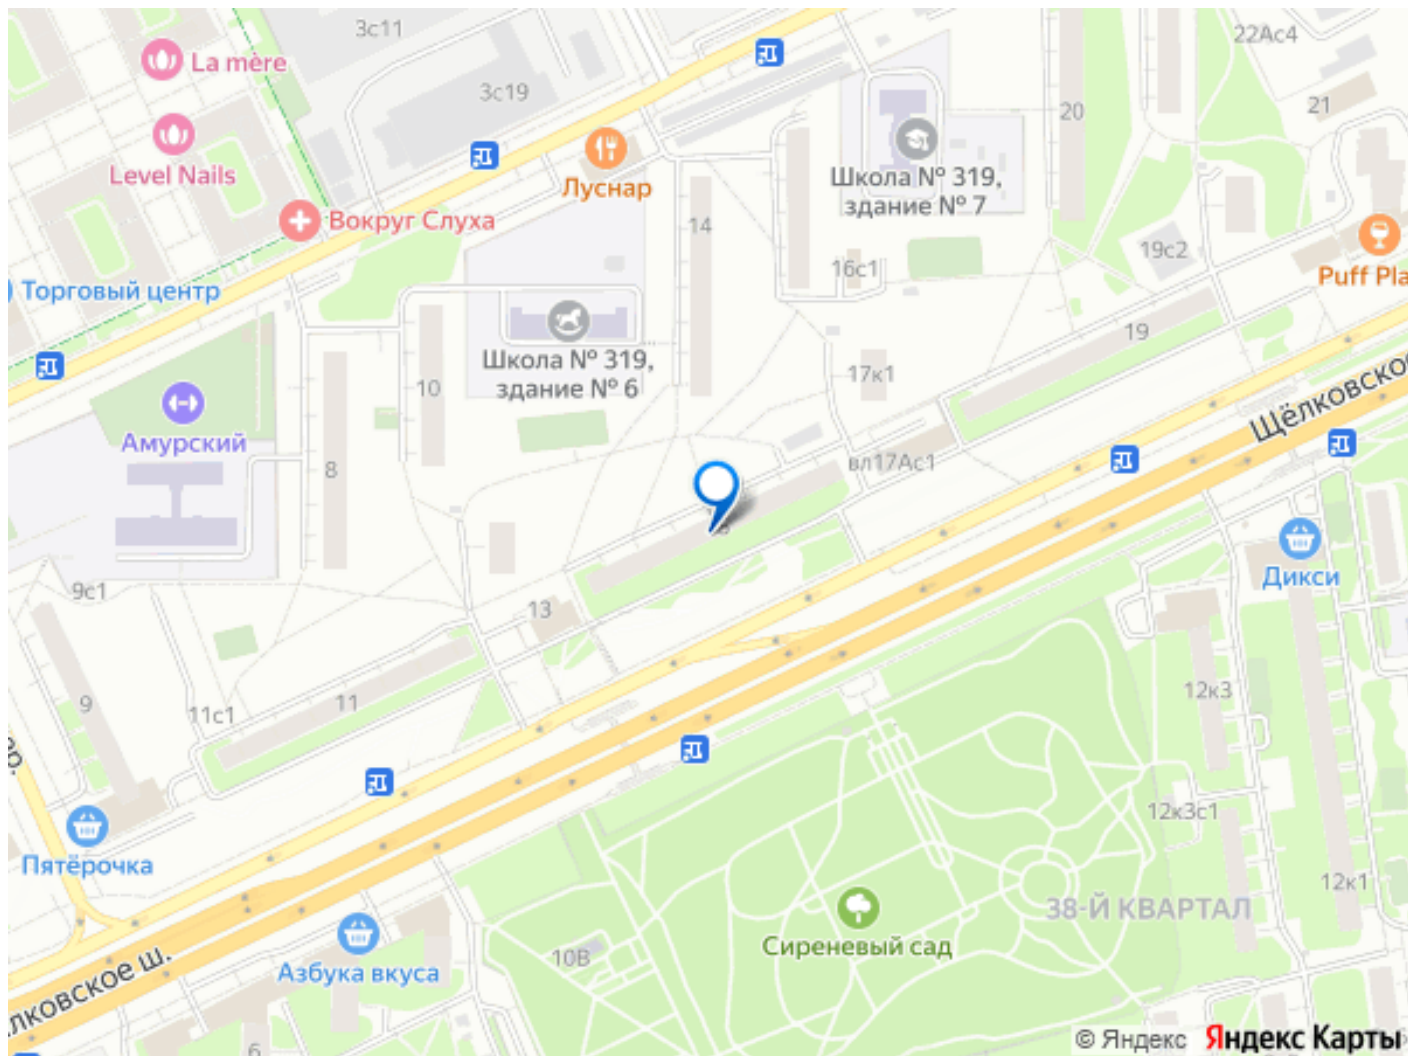 3с11
22Ас4
La mère
3с19
21
20
Level Nails
Луснар
Школа № 319,
здание № 7
Вокруг Слуха
14
19с2
16с1
Puff Pla
Торговый центр
19
Школа № 319,
здание № 6
17к1
10
Щёлковское
Амурский
8
вл17Ас1
Дикси
9с1
13
12к3
9
11
11с1
12к3с1
Пятёрочка
12к1
38-Й КВАРТАЛ
Сиреневый сад
10В
Азбука вкуса
лковское ш.
6
© Яндекс Яндекс Карты